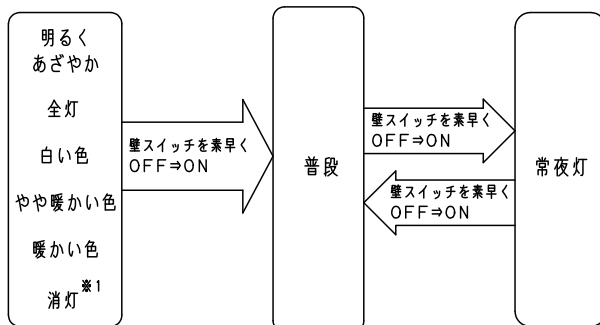 明るく
あざやか
全灯
白い色
やや暖かい色
暖かい色
消灯※1
壁スイッチを素早く
OFF⇒ON
普段
壁スイッチを素早く
OFF⇒ON
壁スイッチを素早く
OFF⇒ON
常夜灯